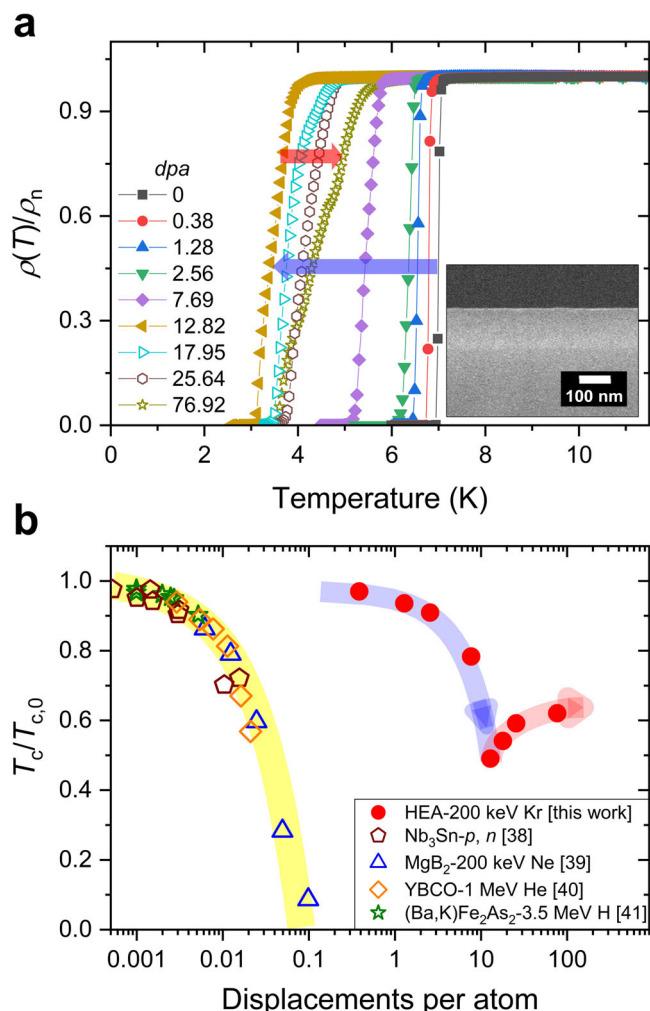 a
0.9
0.6
0.3
0.0
ρ(T)/ρn
dpa
0
0.38
1.28
2.56
7.69
12.82
17.95
25.64
76.92
100 nm
0 2 4 6 8 10
Temperature (K)
b
1.0
0.8
0.6
0.4
0.2
0.0
Tc/Tc,0
HEA-200 keV Kr [this work]
Nb3Sn-p, n [38]
MgB2-200 keV Ne [39]
YBCO-1 MeV He [40]
(Ba,K)Fe2As2-3.5 MeV H [41]
0.001 0.01 0.1 1 10 100
Displacements per atom